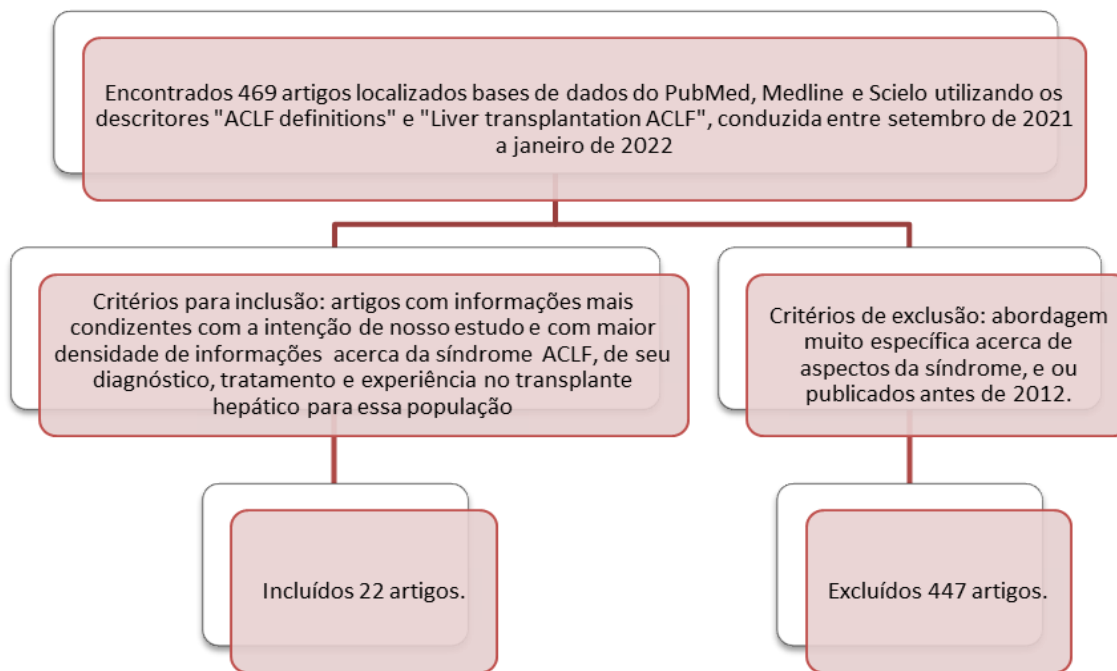 Encontrados 469 artigos localizados bases de dados do PubMed, Medline e Scielo utilizando os
descritores "ACLF definitions" e "Liver transplantation ACLF", conduzida entre setembro de 2021
a janeiro de 2022
Critérios para inclusão: artigos com informações mais
condizentes com a intenção de nosso estudo e com maior
densidade de informações acerca da síndrome ACLF, de seu
diagnóstico, tratamento e experiência no transplante
hepático para essa população
Critérios de exclusão: abordagem
muito específica acerca de
aspectos da síndrome, e ou
publicados antes de 2012.
Incluídos 22 artigos.
Excluídos 447 artigos.